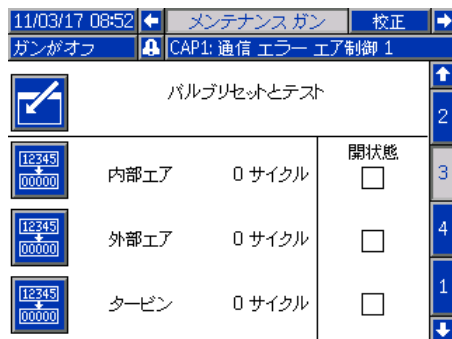 11/03/17 08:52 メンテナンス ガン 校正
ガンがオフ CAP1: 通信 エラー エア制御 1
バルブリセットとテスト
2
開状態
12345
00000
内部エア 0 サイクル
3
12345
00000
外部エア 0 サイクル
4
12345
00000
タービン 0 サイクル
1